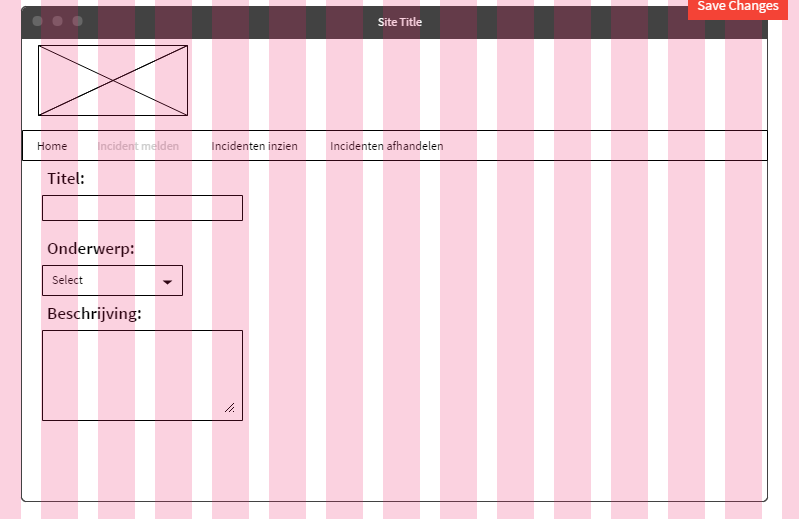 Save Changes
Site Title
Home Incident melden Incidenten inzien Incidenten afhandelen
Titel:
Onderwerp:
Select
Beschrijving: